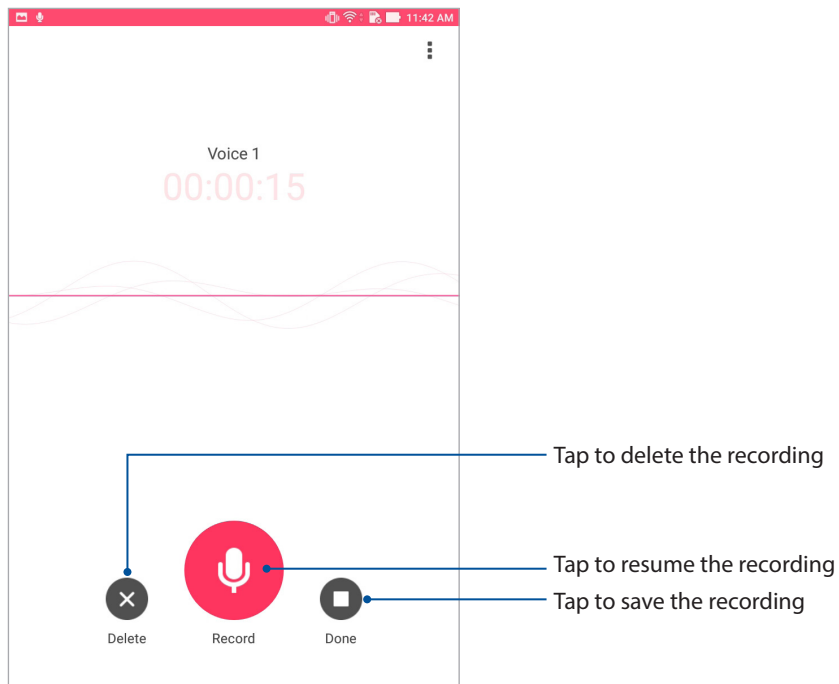 11:42 AM
Voice 1
00:00:15
Tap to delete the recording
Tap to resume the recording
Tap to save the recording
Delete
Record
Done